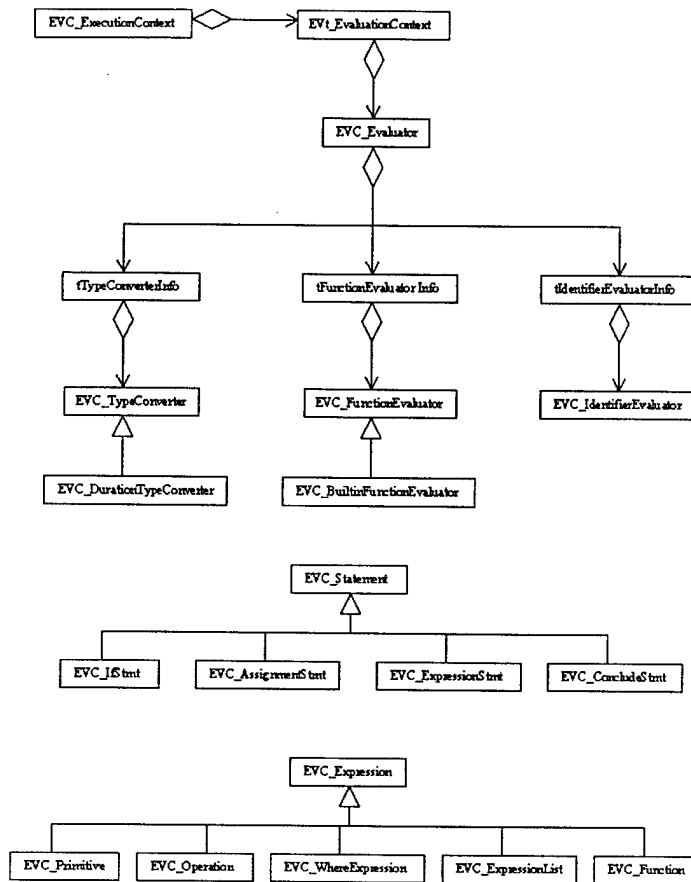 EVC_ExecutionContext
EVt_EvaluationContext
EVC_Evaluator
tTypeConverterInfo
tFunctionEvaluatorInfo
tIdentifierEvaluatorInfo
EVC_TypeConverter
EVC_FunctionEvaluator
EVC_IdentifierEvaluator
EVC_DurationTypeConverter
EVC_BuiltinFunctionEvaluator
EVC_Statement
EVC_IfStmt
EVC_AssignmentStmt
EVC_ExpressionStmt
EVC_ConcludeStmt
EVC_Expression
EVC_Primitive
EVC_Operation
EVC_WhereExpression
EVC_ExpressionList
EVC_Function